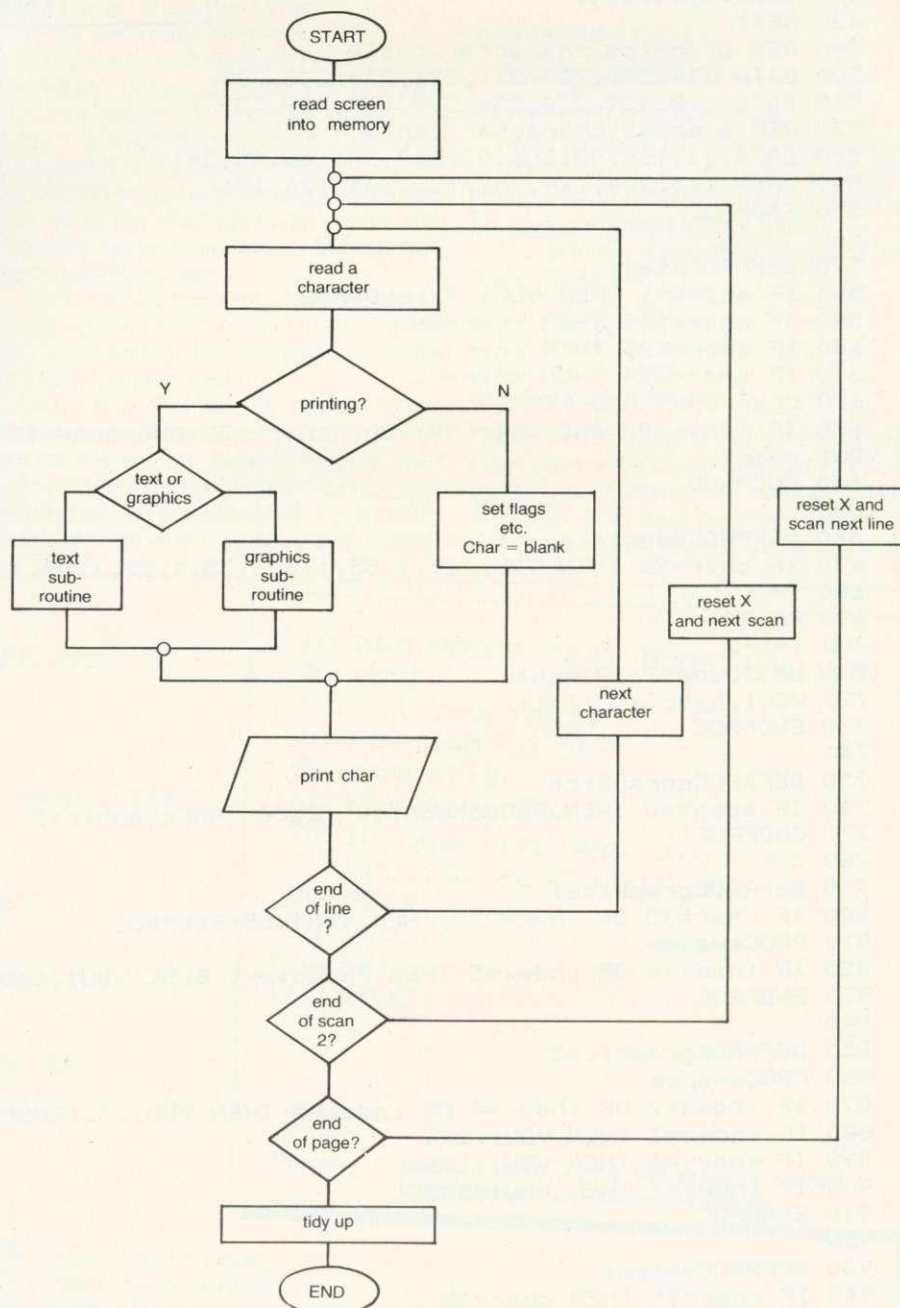 START
read screen
into memory
read a
character
Y
printing?
N
text or
graphics
set flags
etc.
Char = blank
reset X and
scan next line
text
sub-
routine
graphics
sub-
routine
reset X
and next scan
next
character
print char
end
of line
?
end
of scan
2?
end
of page?
tidy up
END